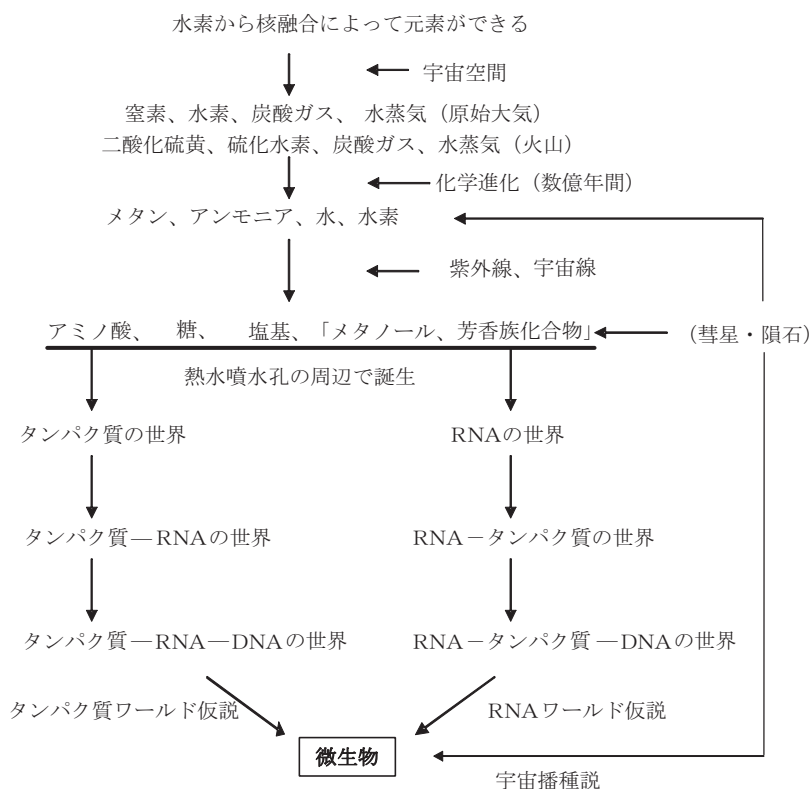 水素から核融合によって元素ができる
宇宙空間
窒素、水素、炭酸ガス、 水蒸気（原始大気）
二酸化硫黄、硫化水素、炭酸ガス、水蒸気（火山）
化学進化（数億年間）
メタン、アンモニア、水、水素
紫外線、宇宙線
アミノ酸、 糖、 塩基、「メタノール、芳香族化合物」 （彗星・隕石）
熱水噴水孔の周辺で誕生
タンパク質の世界 RNAの世界
タンパク質―RNAの世界 RNA－タンパク質の世界
タンパク質―RNA―DNAの世界 RNA－タンパク質―DNAの世界
タンパク質ワールド仮説 RNAワールド仮説
微生物
宇宙播種説